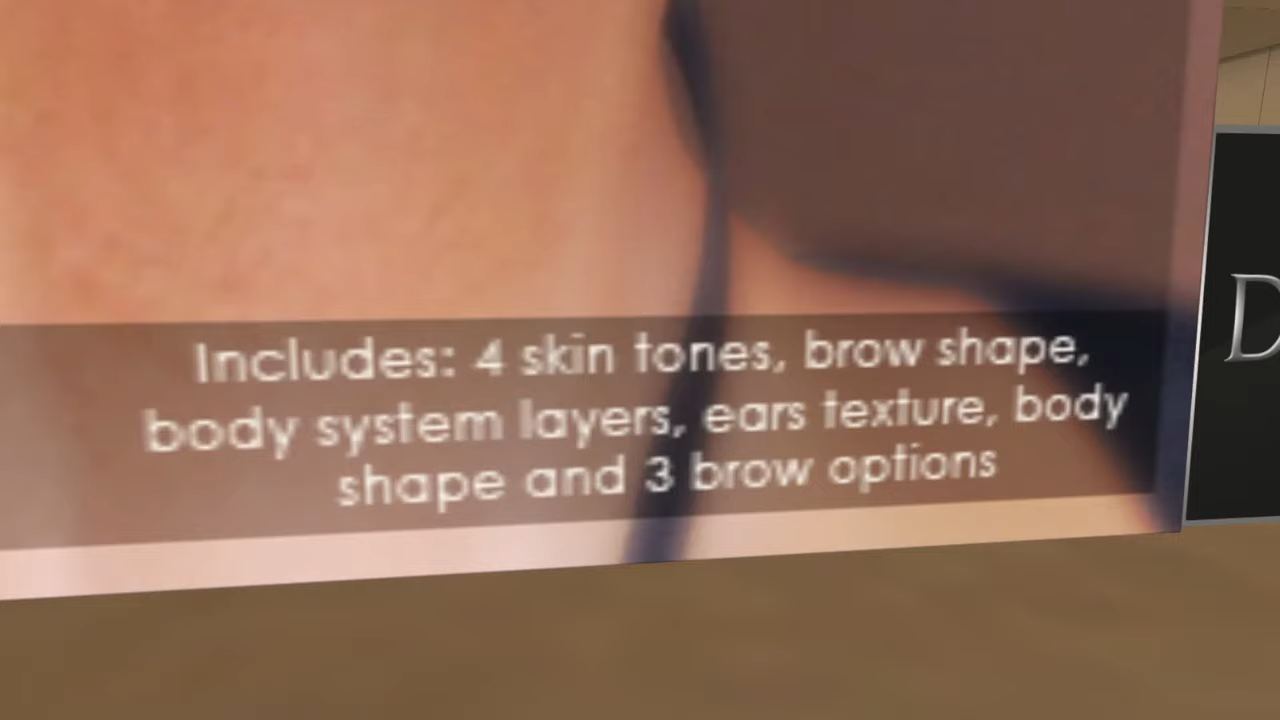 Includes: 4 skin tones, brow shape,
body system layers, ears texture, body
shape and 3 brow options
D